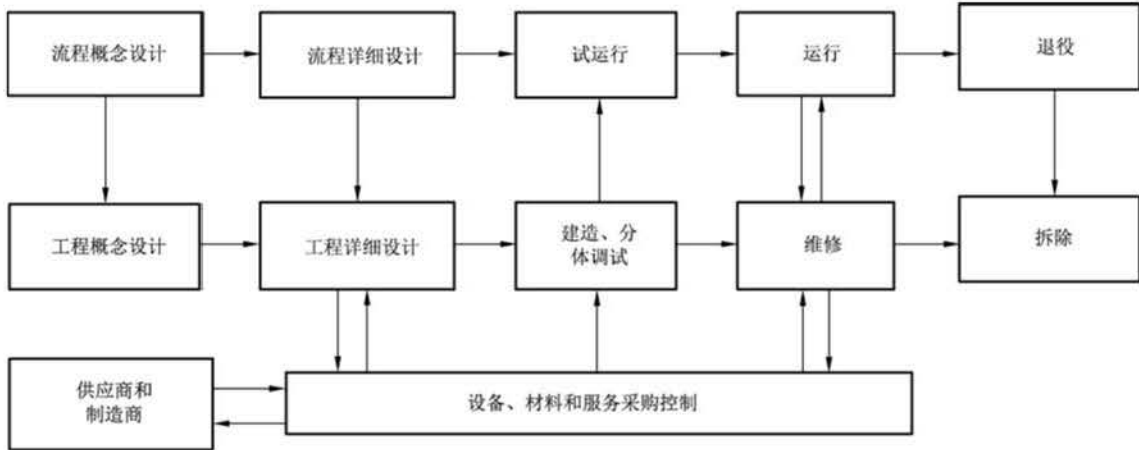 流程概念设计
流程详细设计
试运行
运行
退役
工程概念设计
工程详细设计
建造、分
体调试
维修
拆除
供应商和
制造商
设备、材料和服务采购控制